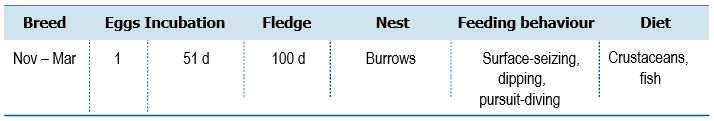 Breed Eggs Incubation Fledge Nest Feeding behaviour Diet
Nov – Mar 1 51 d 100 d Burrows Surface-seizing, Crustaceans,
dipping, fish
pursuit-diving